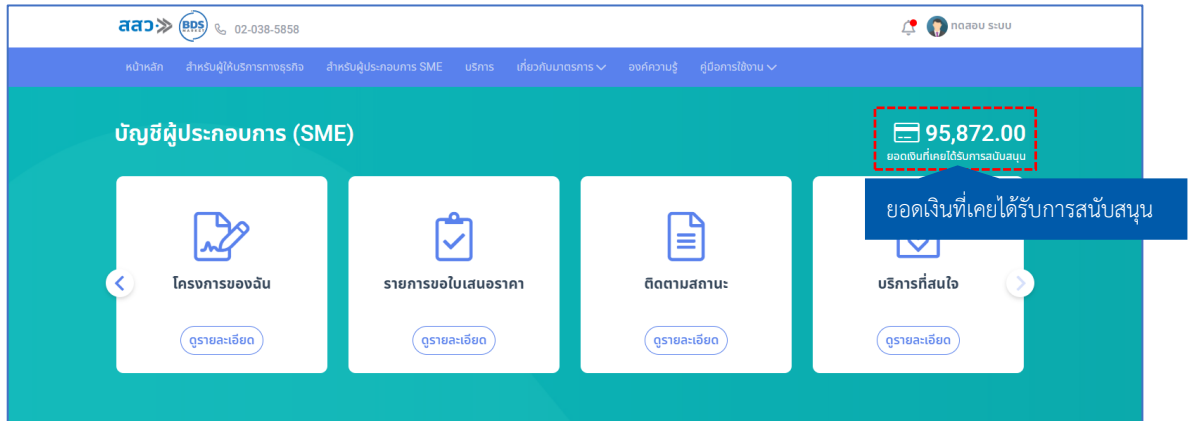 สสว. BDS MARKET 02-038-5858 ทดสอบ ระบบ
หน้าหลัก สำหรับผู้ให้บริการทางธุรกิจ สำหรับผู้ประกอบการ SME บริการ เกี่ยวกับมาตรการ องค์ความรู้ คู่มือการใช้งาน
บัญชีผู้ประกอบการ (SME)
95,872.00
ยอดเงินที่เคยได้รับการสนับสนุน
ยอดเงินที่เคยได้รับการสนับสนุน
โครงการของฉัน รายการขอใบเสนอราคา ติดตามสถานะ บริการที่สนใจ
ดูรายละเอียด ดูรายละเอียด ดูรายละเอียด ดูรายละเอียด